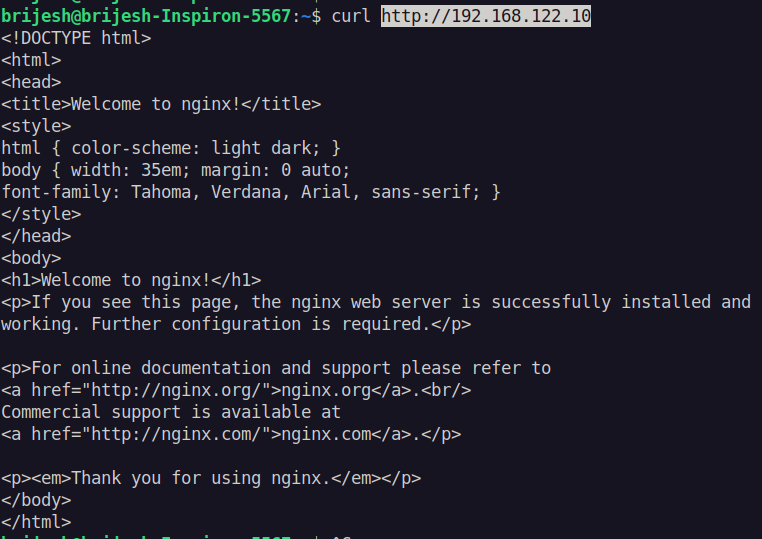 brijesh@brijesh-Inspiron-5567:~$ curl http://192.168.122.10
<!DOCTYPE html>
<html>
<head>
<title>Welcome to nginx!</title>
<style>
html { color-scheme: light dark; }
body { width: 35em; margin: 0 auto;
font-family: Tahoma, Verdana, Arial, sans-serif; }
</style>
</head>
<body>
<h1>Welcome to nginx!</h1>
<p>If you see this page, the nginx web server is successfully installed and
working. Further configuration is required.</p>

<p>For online documentation and support please refer to
<a href="http://nginx.org/">nginx.org</a>.<br/>
Commercial support is available at
<a href="http://nginx.com/">nginx.com</a>.</p>

<p><em>Thank you for using nginx.</em></p>
</body>
</html>